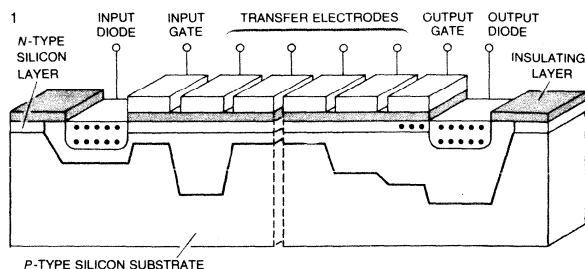 1
INPUT
DIODE
INPUT
GATE
TRANSFER ELECTRODES
OUTPUT
GATE
OUTPUT
DIODE
N-TYPE
SILICON
LAYER
INSULATING
LAYER
P-TYPE SILICON SUBSTRATE